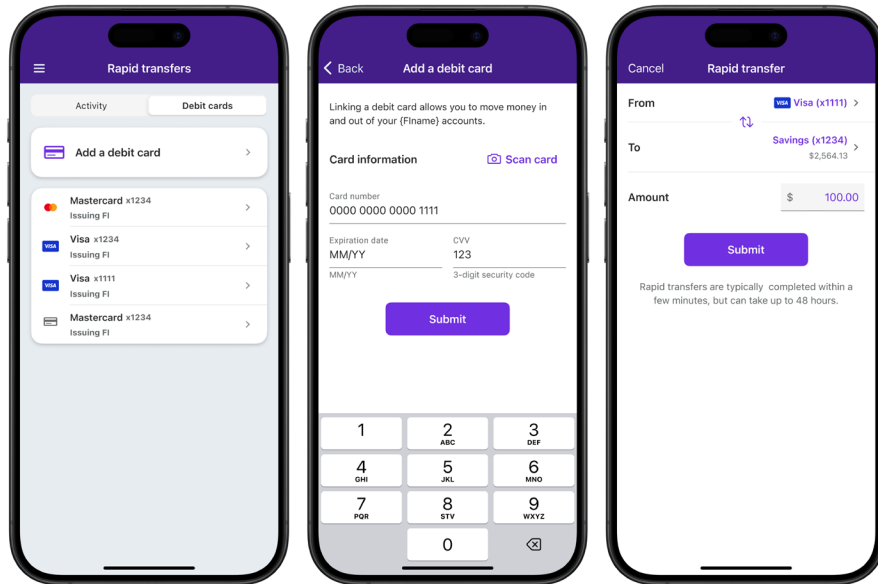 Rapid transfers
Activity
Debit cards
Add a debit card
Mastercard x1234
Issuing FI
VISA
Visa x1234
Issuing FI
VISA
Visa x1111
Issuing FI
Mastercard x1234
Issuing FI
Back
Add a debit card
Linking a debit card allows you to move money in
and out of your {FIname} accounts.
Card information
Scan card
Card number
0000 0000 0000 1111
Expiration date
CVV
MM/YY
123
MM/YY
3-digit security code
Submit
1
2
3
ABC
DEF
4
5
6
GHI
JKL
MNO
7
8
9
PQR
STV
WXYZ
0
Cancel
Rapid transfer
From
VISA Visa (x1111)
To
Savings (x1234)
$2,564.13
Amount
$ 100.00
Submit
Rapid transfers are typically completed within a
few minutes, but can take up to 48 hours.